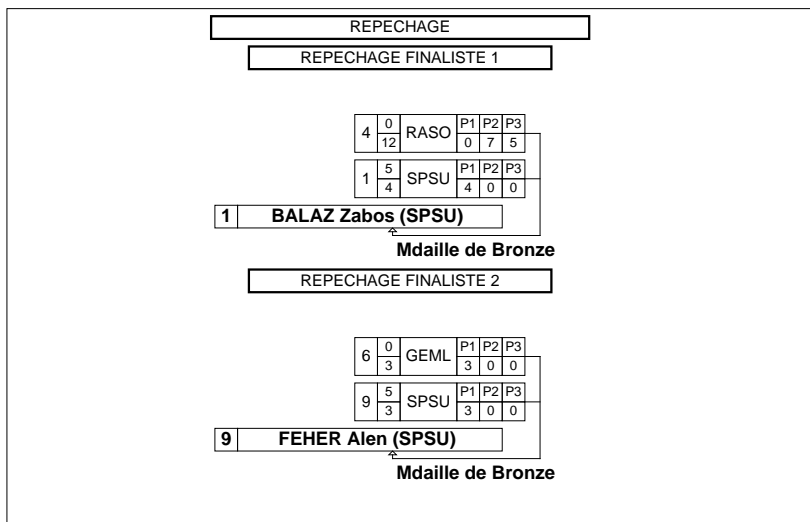 REPECHAGE
REPECHAGE FINALISTE 1
4 0 RASO P1 P2 P3
12 0 7 5
1 5 SPSU P1 P2 P3
4 4 0 0
1 BALAZ Zabos (SPSU)
Mdaille de Bronze
REPECHAGE FINALISTE 2
6 0 GEML P1 P2 P3
3 3 0 0
9 5 SPSU P1 P2 P3
3 3 0 0
9 FEHER Alen (SPSU)
Mdaille de Bronze